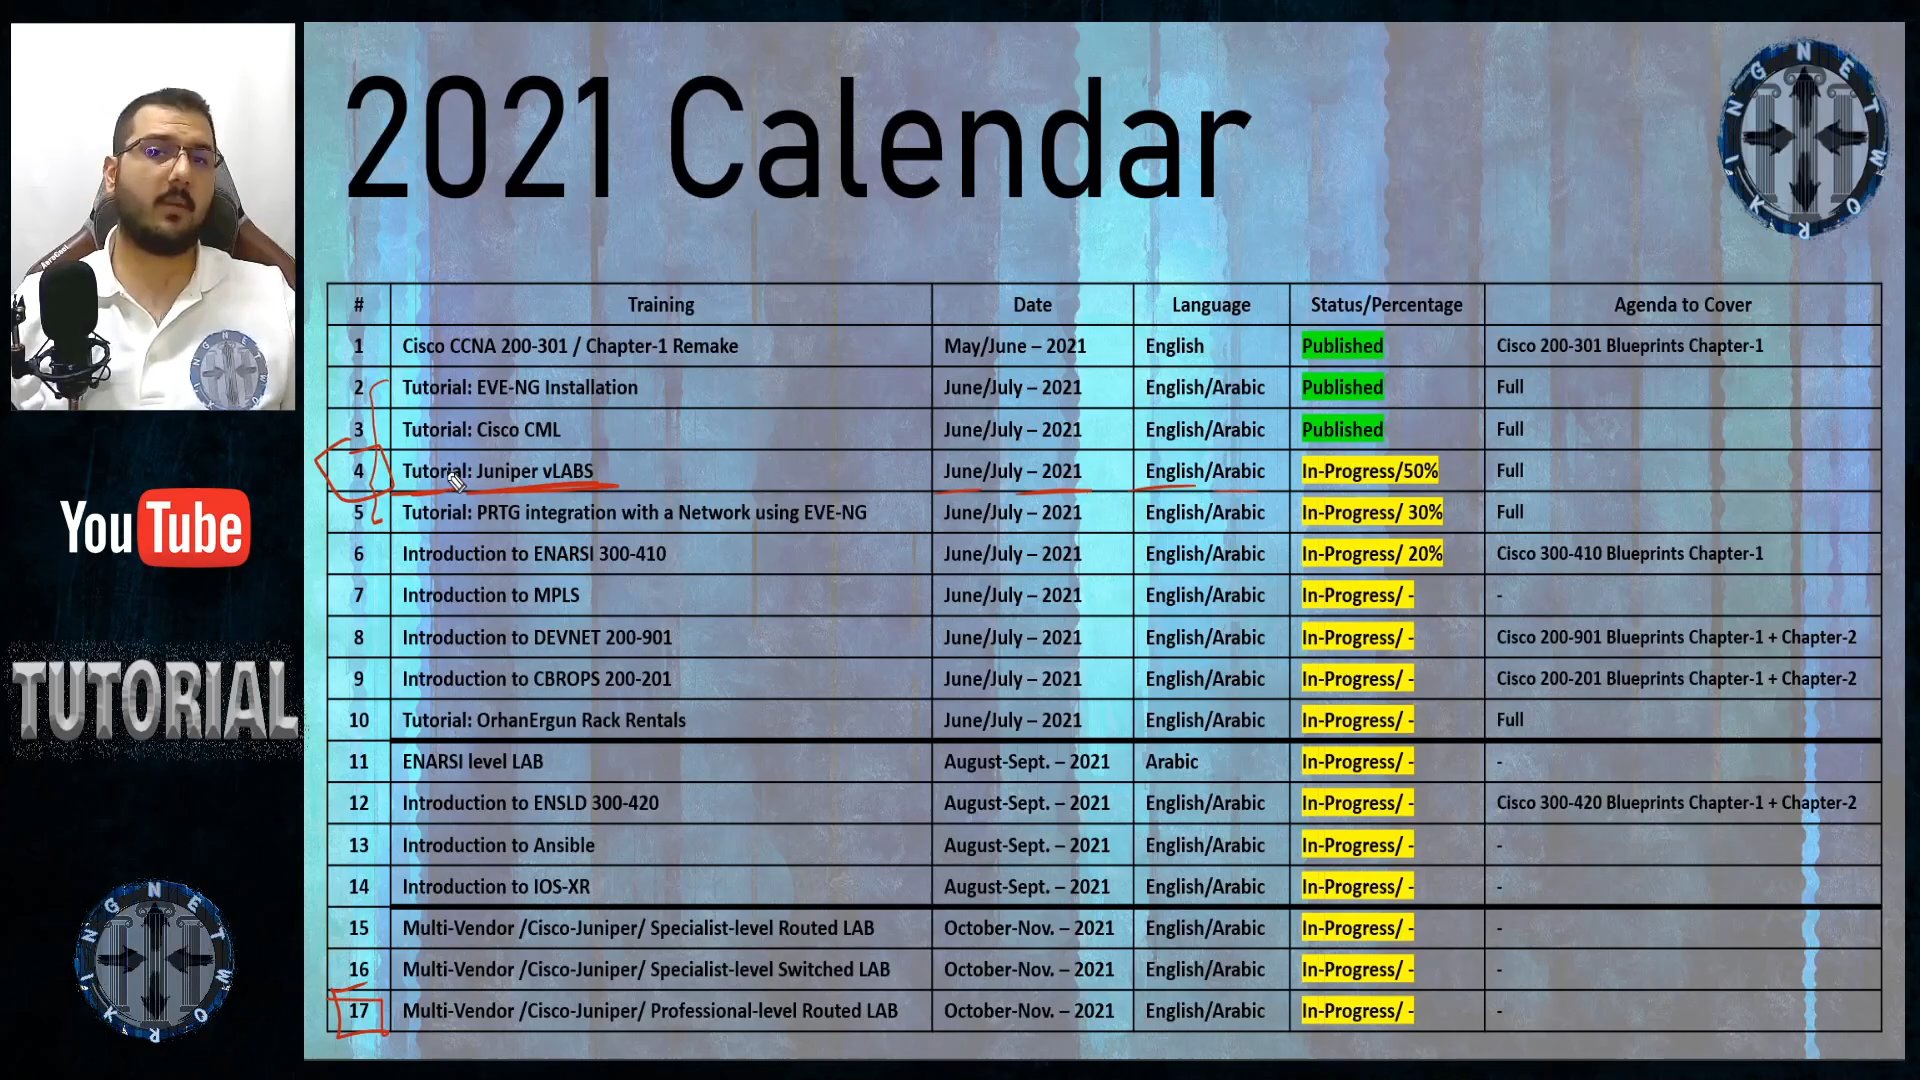 2021 Calendar
# Training Date Language Status/Percentage Agenda to Cover
1 Cisco CCNA 200-301 / Chapter-1 Remake May/June – 2021 English Published Cisco 200-301 Blueprints Chapter-1
2 Tutorial: EVE-NG Installation June/July – 2021 English/Arabic Published Full
3 Tutorial: Cisco CML June/July – 2021 English/Arabic Published Full
4 Tutorial: Juniper vLABS June/July – 2021 English/Arabic In-Progress/50% Full
5 Tutorial: PRTG integration with a Network using EVE-NG June/July – 2021 English/Arabic In-Progress/ 30% Full
6 Introduction to ENARSI 300-410 June/July – 2021 English/Arabic In-Progress/ 20% Cisco 300-410 Blueprints Chapter-1
7 Introduction to MPLS June/July – 2021 English/Arabic In-Progress/ - -
8 Introduction to DEVNET 200-901 June/July – 2021 English/Arabic In-Progress/ - Cisco 200-901 Blueprints Chapter-1 + Chapter-2
9 Introduction to CBROPS 200-201 June/July – 2021 English/Arabic In-Progress/ - Cisco 200-201 Blueprints Chapter-1 + Chapter-2
10 Tutorial: OrhanErgun Rack Rentals June/July – 2021 English/Arabic In-Progress/ - Full
11 ENARSI level LAB August-Sept. – 2021 Arabic In-Progress/ - -
12 Introduction to ENSLD 300-420 August-Sept. – 2021 English/Arabic In-Progress/ - Cisco 300-420 Blueprints Chapter-1 + Chapter-2
13 Introduction to Ansible August-Sept. – 2021 English/Arabic In-Progress/ - -
14 Introduction to IOS-XR August-Sept. – 2021 English/Arabic In-Progress/ - -
15 Multi-Vendor /Cisco-Juniper/ Specialist-level Routed LAB October-Nov. – 2021 English/Arabic In-Progress/ - -
16 Multi-Vendor /Cisco-Juniper/ Specialist-level Switched LAB October-Nov. – 2021 English/Arabic In-Progress/ - -
17 Multi-Vendor /Cisco-Juniper/ Professional-level Routed LAB October-Nov. – 2021 English/Arabic In-Progress/ - -
AeroCool
YouTube
TUTORIAL
NETWORKING
NETWORKING
NETWORKING